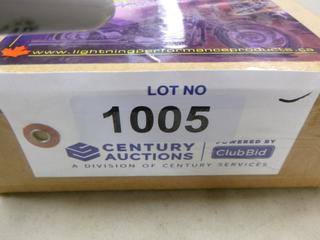 www.lightningperformanceproducts.ca
LOT NO
1005
CENTURY AUCTIONS
POWERED BY
ClubBid
A DIVISION OF CENTURY SERVICES